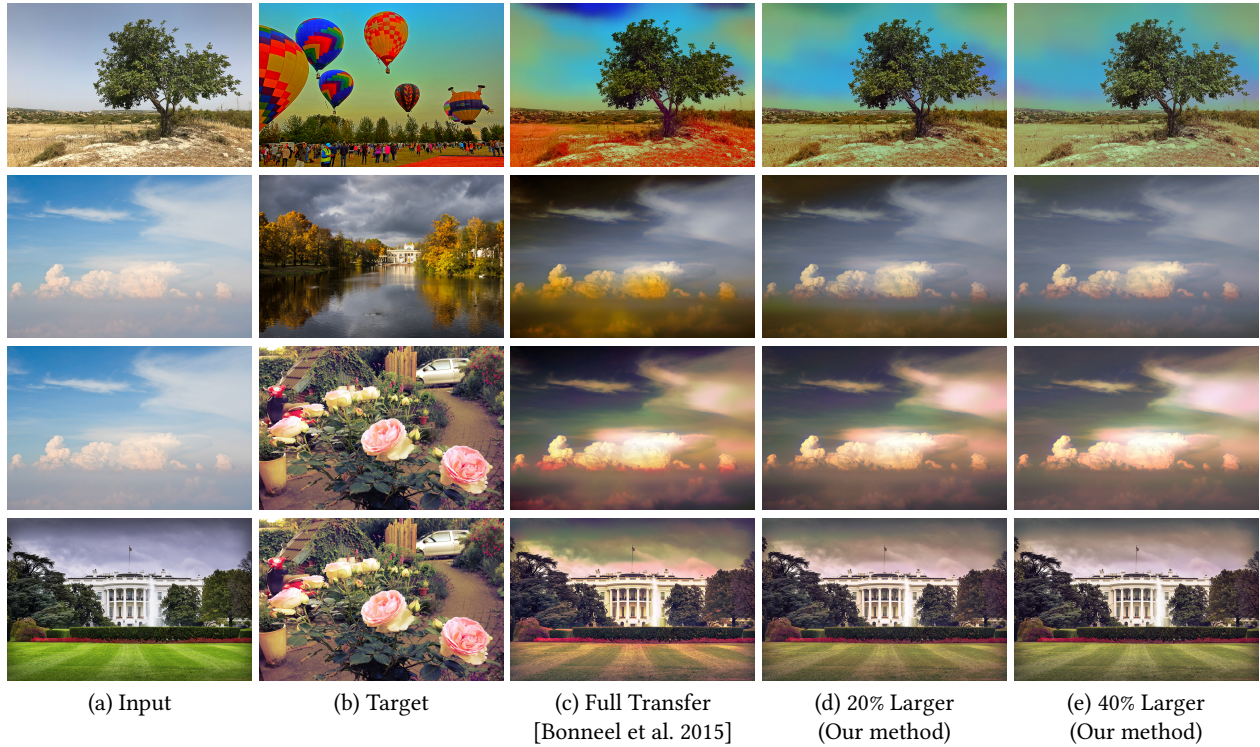 (a) Input
(b) Target
(c) Full Transfer
[Bonneel et al. 2015]
(d) 20% Larger
(Our method)
(e) 40% Larger
(Our method)